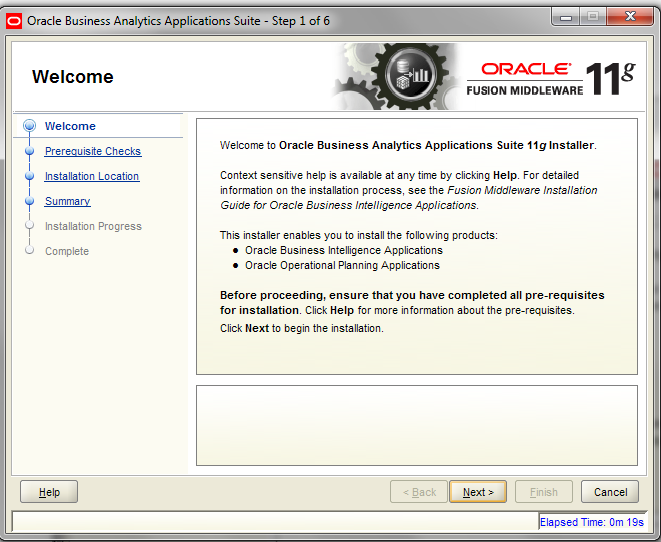 Oracle Business Analytics Applications Suite - Step 1 of 6
Welcome
ORACLE
FUSION MIDDLEWARE 11g
Welcome
Prerequisite Checks
Installation Location
Summary
Installation Progress
Complete
Welcome to Oracle Business Analytics Applications Suite 11g Installer.
Context sensitive help is available at any time by clicking Help. For detailed
information on the installation process, see the Fusion Middleware Installation
Guide for Oracle Business Intelligence Applications.
This installer enables you to install the following products:
● Oracle Business Intelligence Applications
● Oracle Operational Planning Applications
Before proceeding, ensure that you have completed all pre-requisites
for installation. Click Help for more information about the pre-requisites.
Click Next to begin the installation.
Help
< Back
Next >
Finish
Cancel
Elapsed Time: 0m 19s